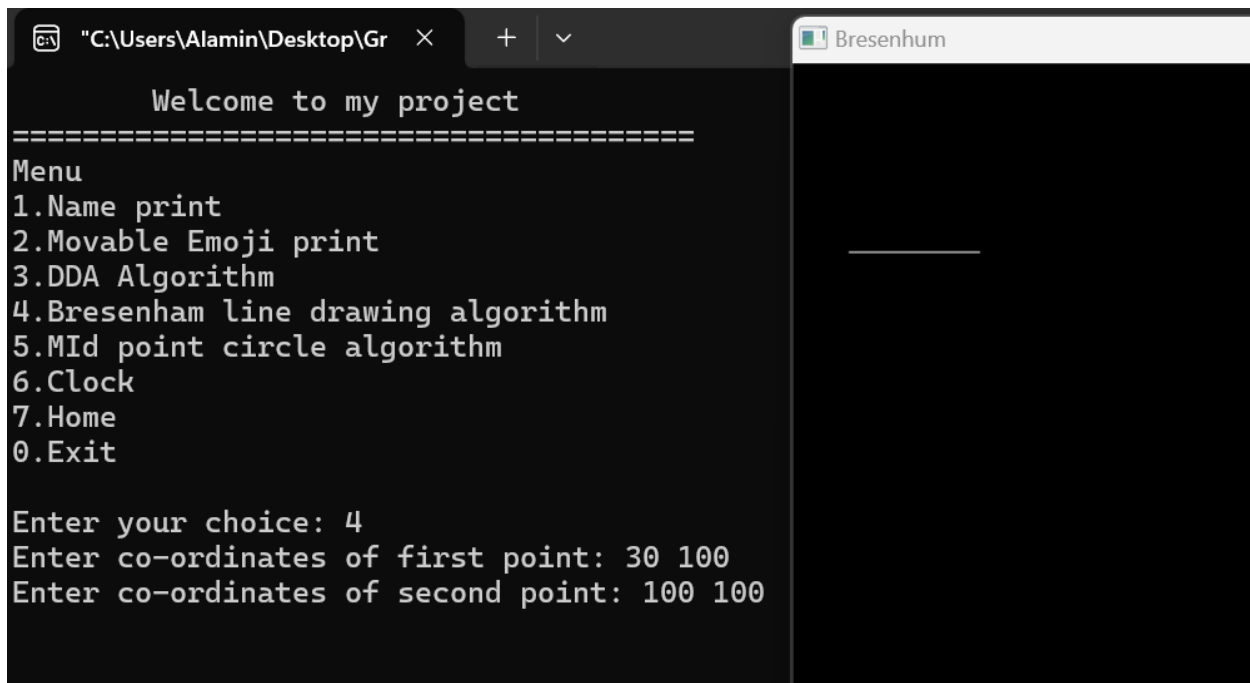 "C:\Users\Alamin\Desktop\Gr
Bresenhum
Welcome to my project
=======================================
Menu
1.Name print
2.Movable Emoji print
3.DDA Algorithm
4.Bresenham line drawing algorithm
5.MId point circle algorithm
6.Clock
7.Home
0.Exit
Enter your choice: 4
Enter co-ordinates of first point: 30 100
Enter co-ordinates of second point: 100 100